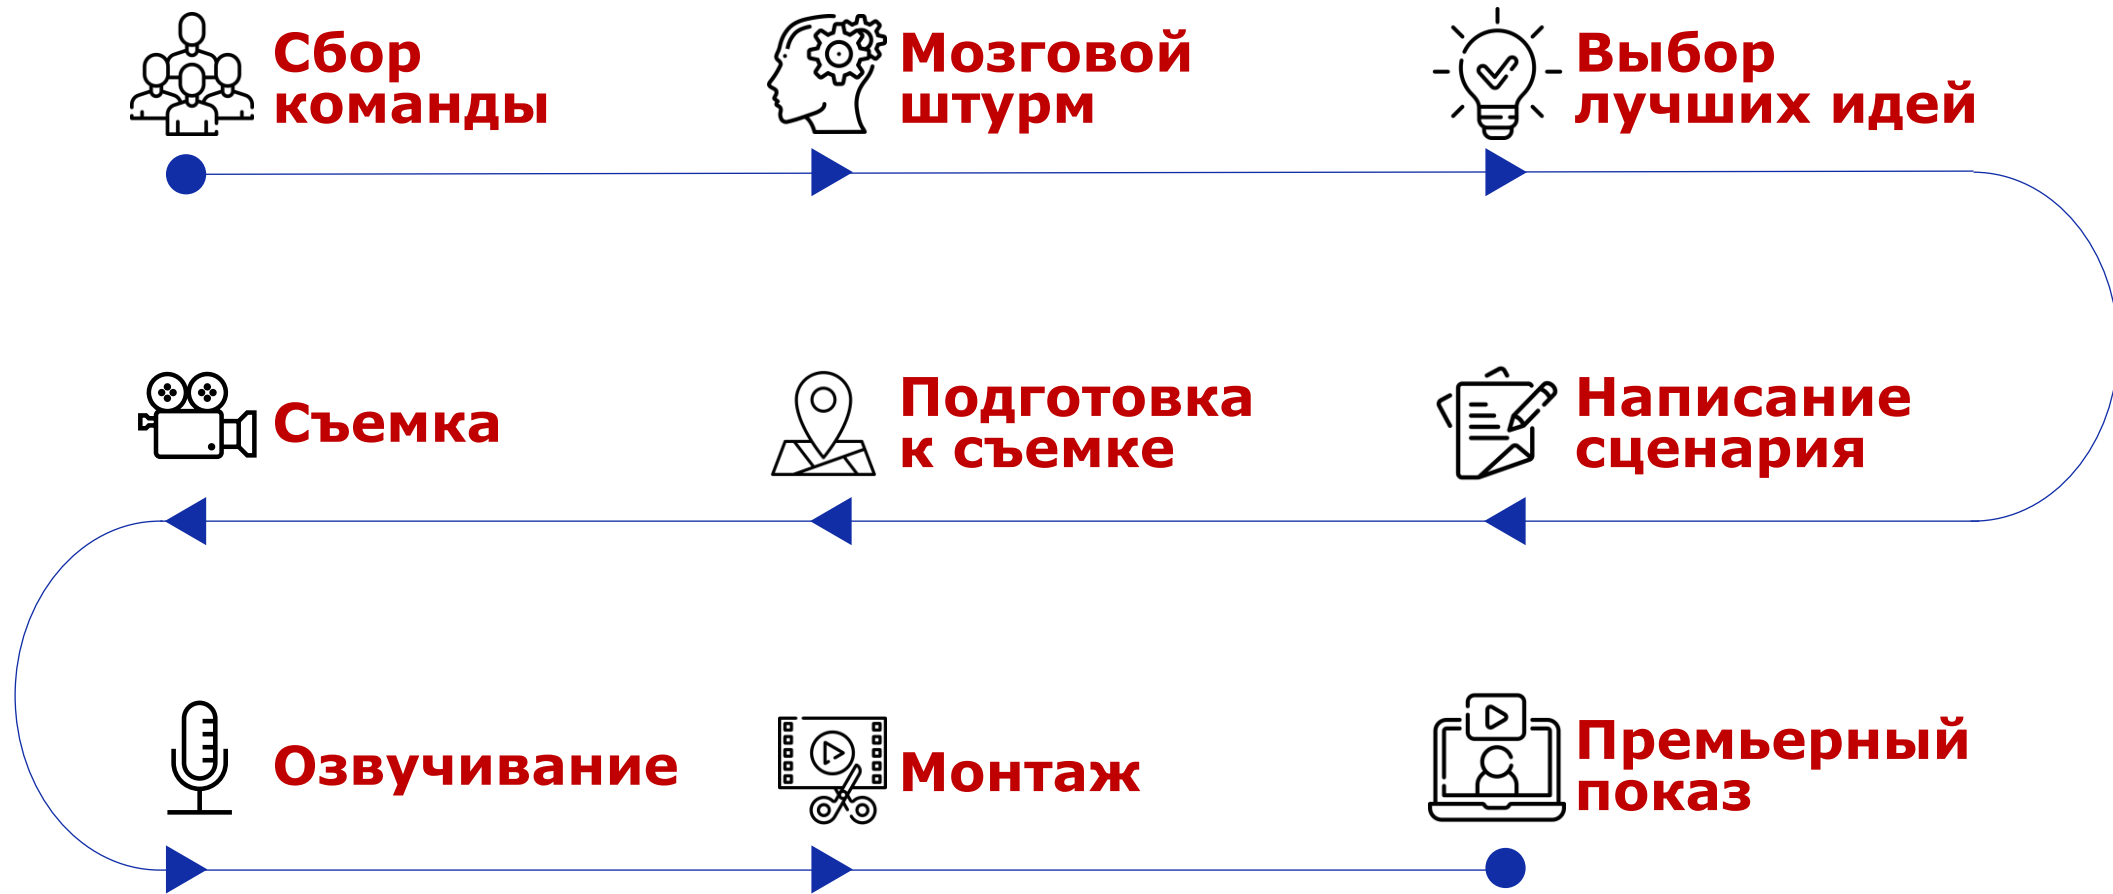 Сбор
команды
Мозговой
штурм
Выбор
лучших идей
Съемка
Подготовка
к съемке
Написание
сценария
Озвучивание
Монтаж
Премьерный
показ